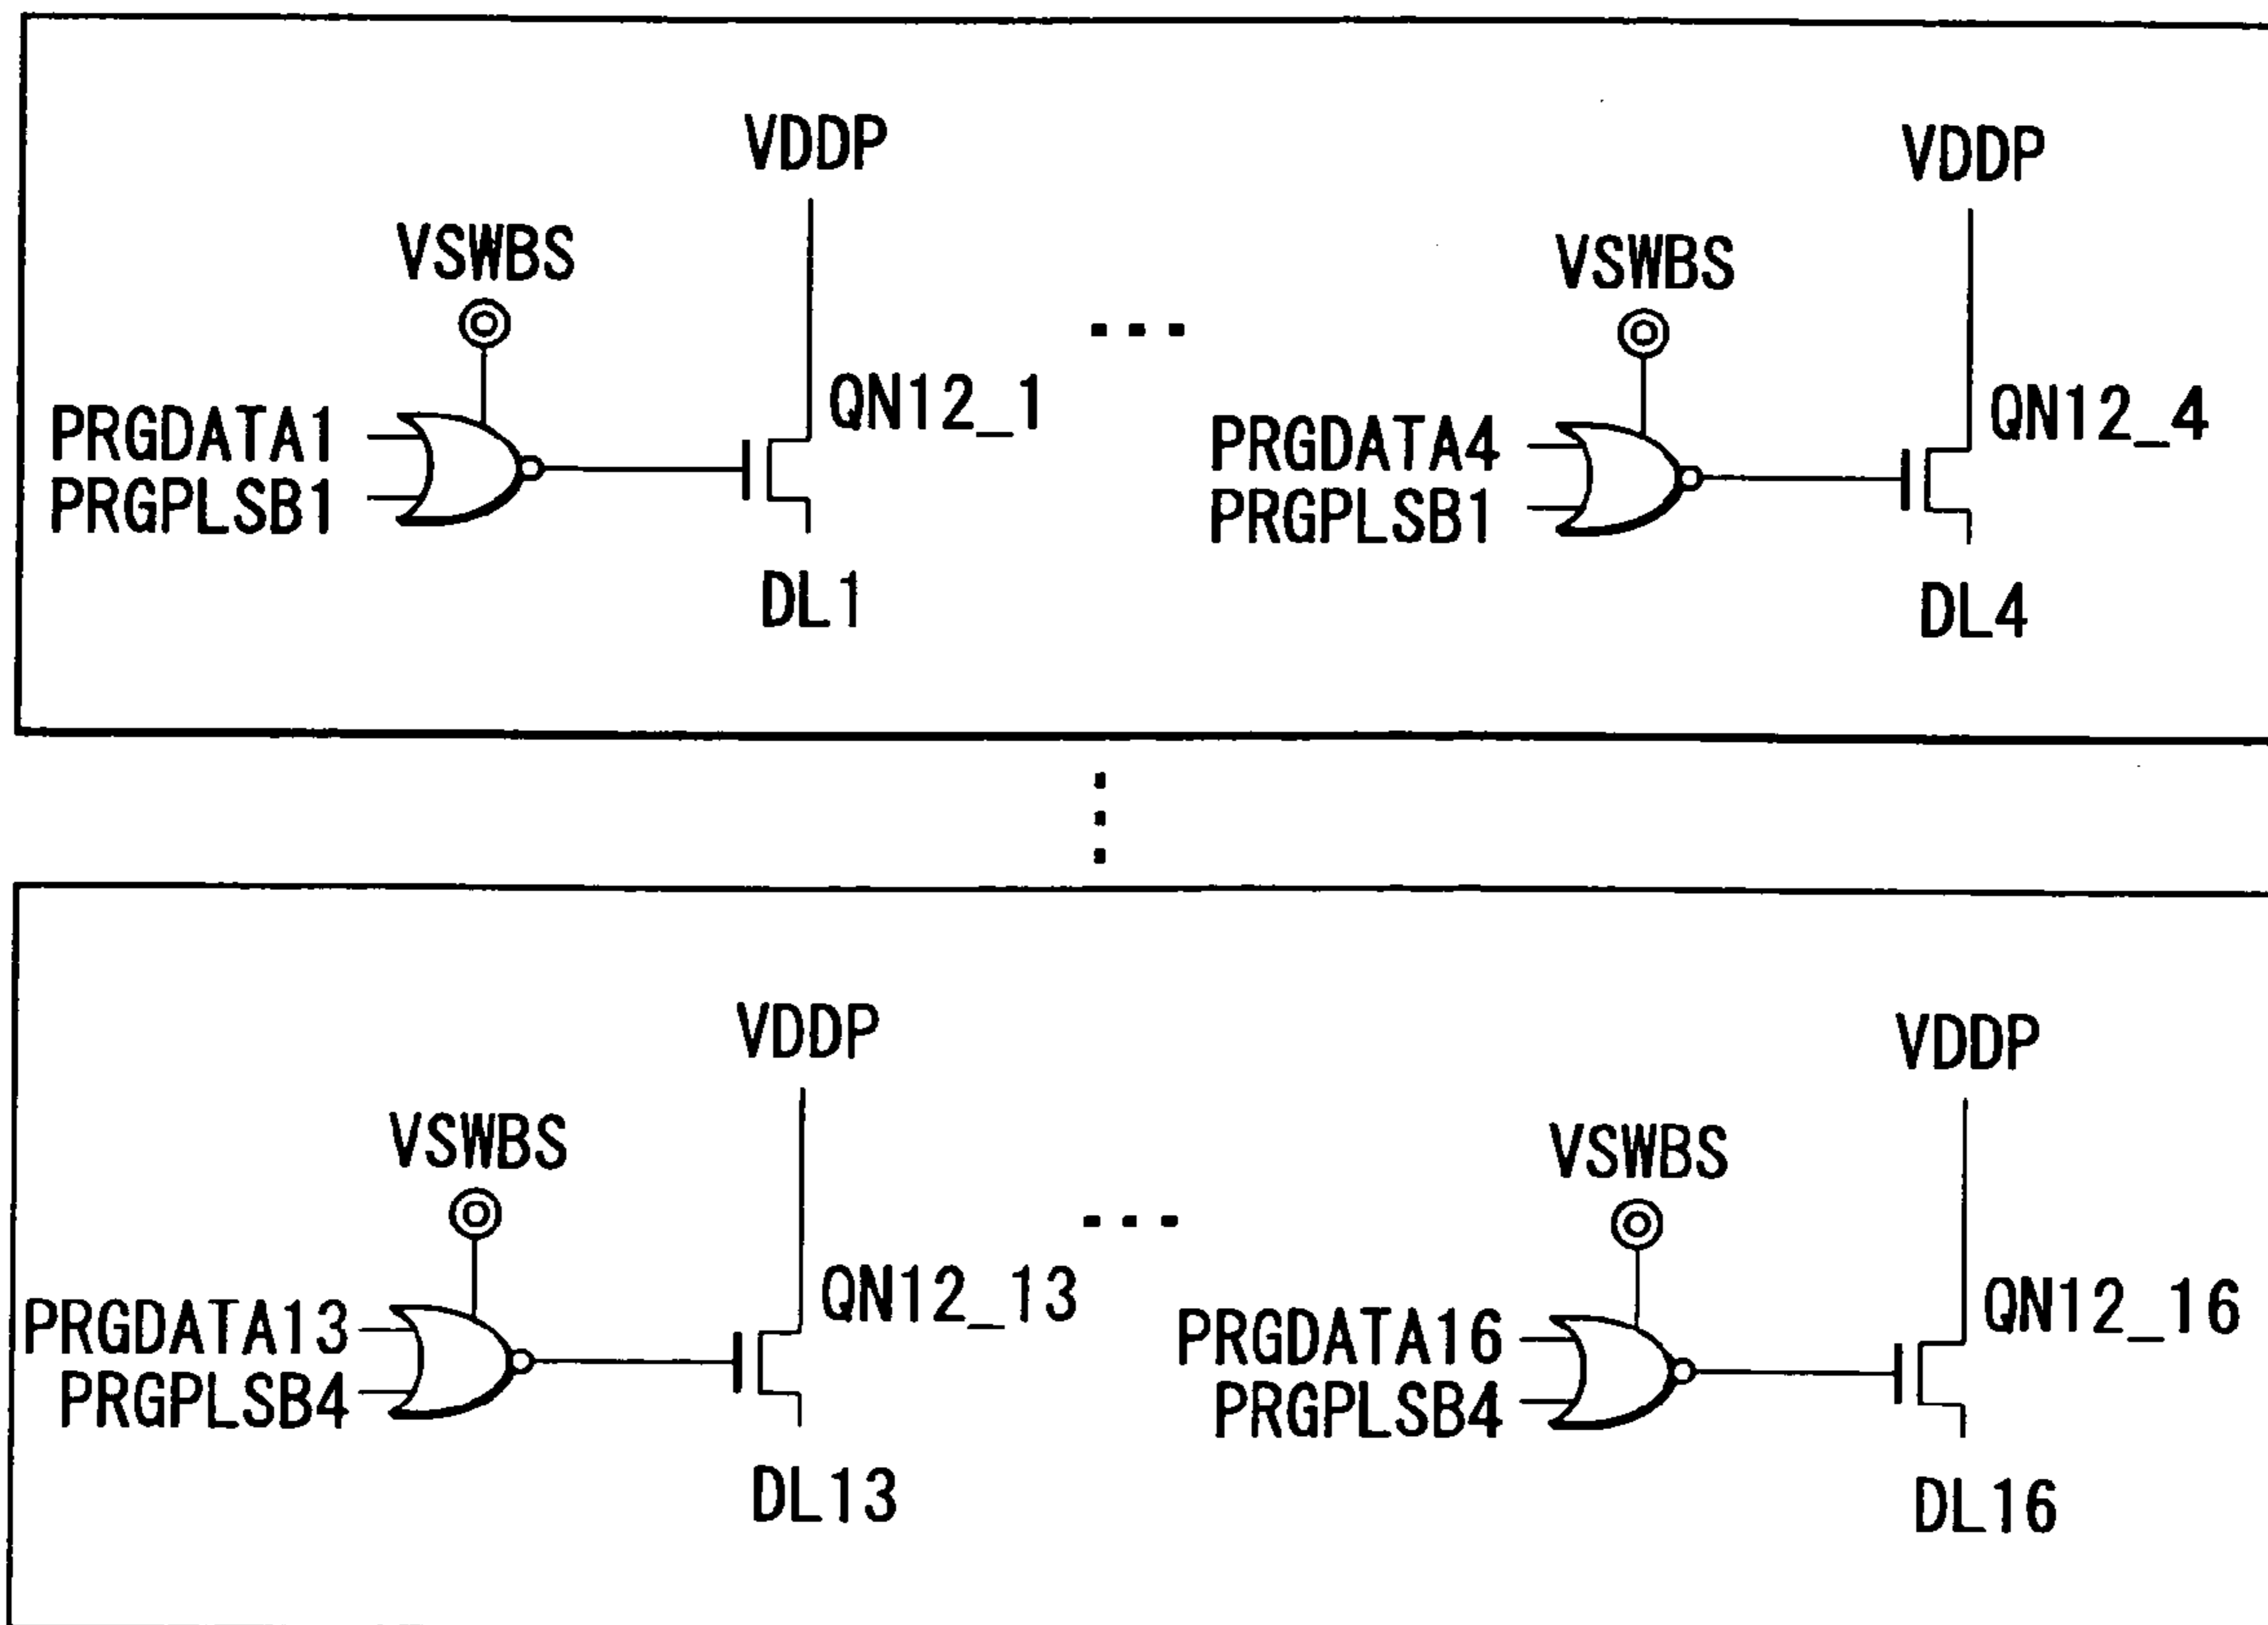 VDDP
VSWBS
QN12_1
PRGDATA1
PRGPLSB1
DL1
VDDP
VSWBS
QN12_4
PRGDATA4
PRGPLSB1
DL4
VDDP
VSWBS
QN12_13
PRGDATA13
PRGPLSB4
DL13
VDDP
VSWBS
QN12_16
PRGDATA16
PRGPLSB4
DL16